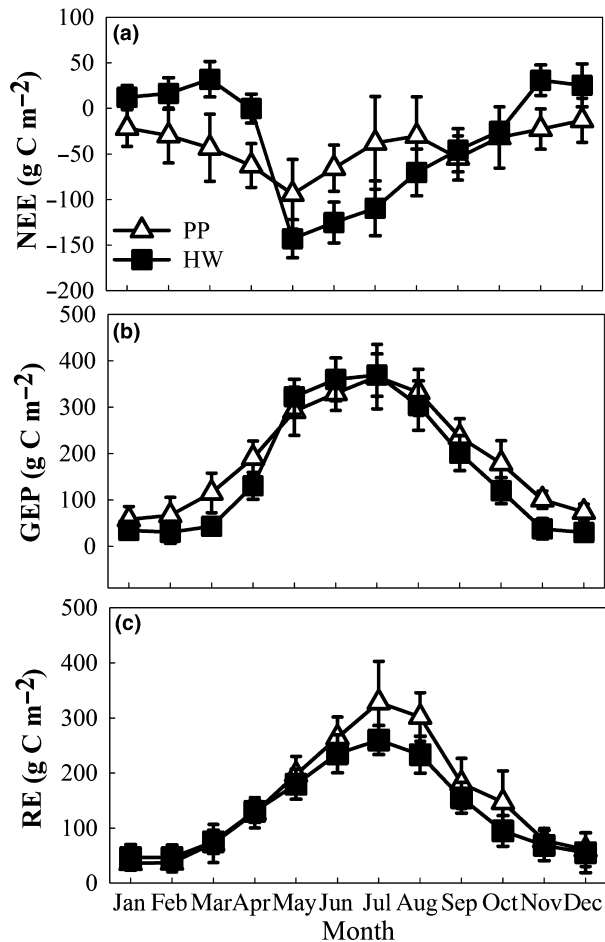 100
(a)
50
0
−50
−100
−150
−200
NEE (g C m−2)
PP
HW
500
(b)
400
300
200
100
0
GEP (g C m−2)
500
(c)
400
300
200
100
0
RE (g C m−2)
Jan Feb Mar Apr May Jun Jul Aug Sep Oct Nov Dec
Month